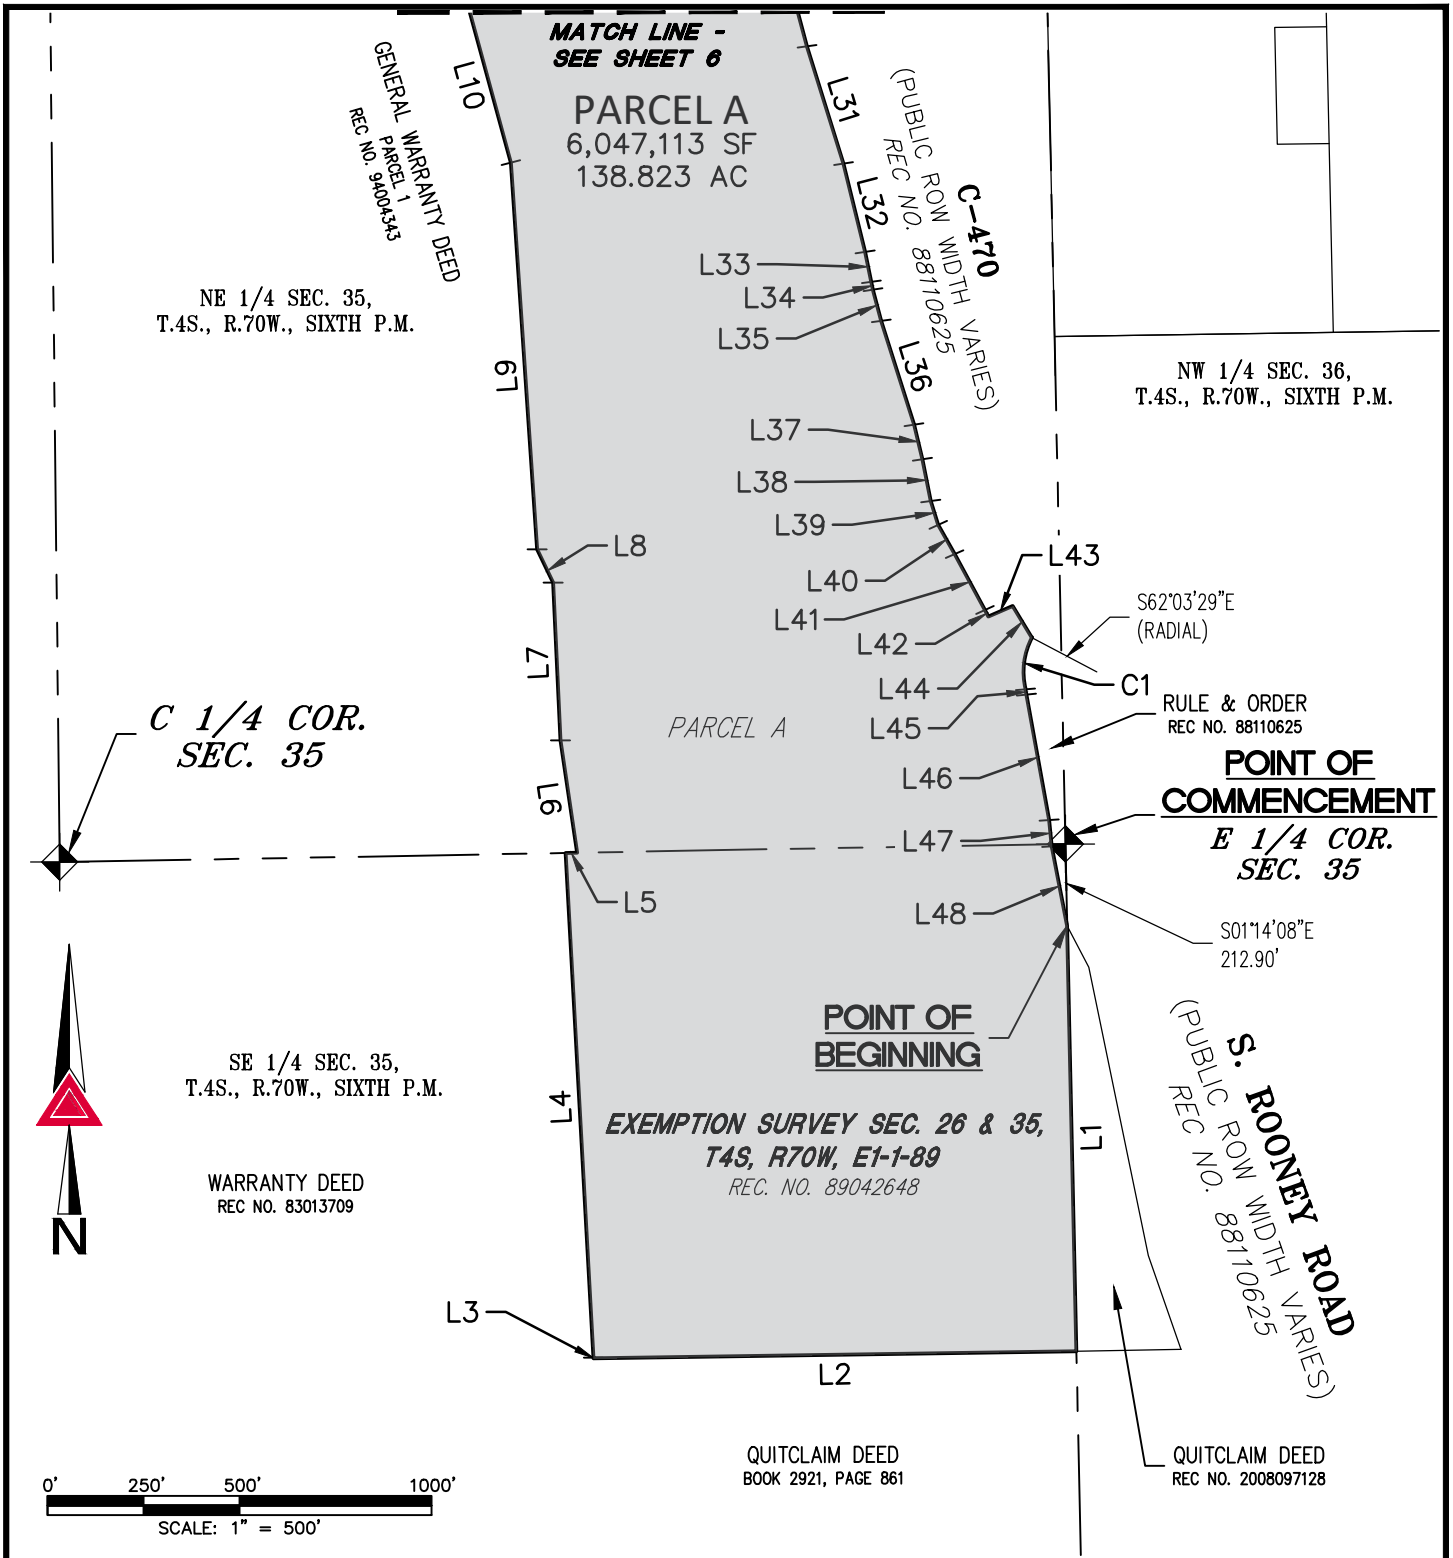 MATCH LINE -
SEE SHEET 6
PARCEL A
6,047,113 SF
138.823 AC
GENERAL WARRANTY DEED
PARCEL 1
REC NO. 94004343
L10
L31
L32
C-470
(PUBLIC ROW WIDTH VARIES)
REC NO. 88110625
L33
L34
L35
L36
NE 1/4 SEC. 35,
T.4S., R.70W., SIXTH P.M.
NW 1/4 SEC. 36,
T.4S., R.70W., SIXTH P.M.
L9
L37
L38
L39
L8
L40
L43
L41
L42
S62°03'29"E
(RADIAL)
L7
L44
C1
L45
RULE & ORDER
REC NO. 88110625
C 1/4 COR.
SEC. 35
PARCEL A
L46
POINT OF
COMMENCEMENT
E 1/4 COR.
SEC. 35
L6
L47
L5
L48
S01°14'08"E
212.90'
POINT OF
BEGINNING
S. ROONEY ROAD
(PUBLIC ROW WIDTH VARIES)
REC NO. 88110625
SE 1/4 SEC. 35,
T.4S., R.70W., SIXTH P.M.
L4
L1
EXEMPTION SURVEY SEC. 26 & 35,
T4S, R70W, E1-1-89
REC. NO. 89042648
WARRANTY DEED
REC NO. 83013709
N
L3
L2
QUITCLAIM DEED
BOOK 2921, PAGE 861
QUITCLAIM DEED
REC NO. 2008097128
0' 250' 500' 1000'
SCALE: 1" = 500'